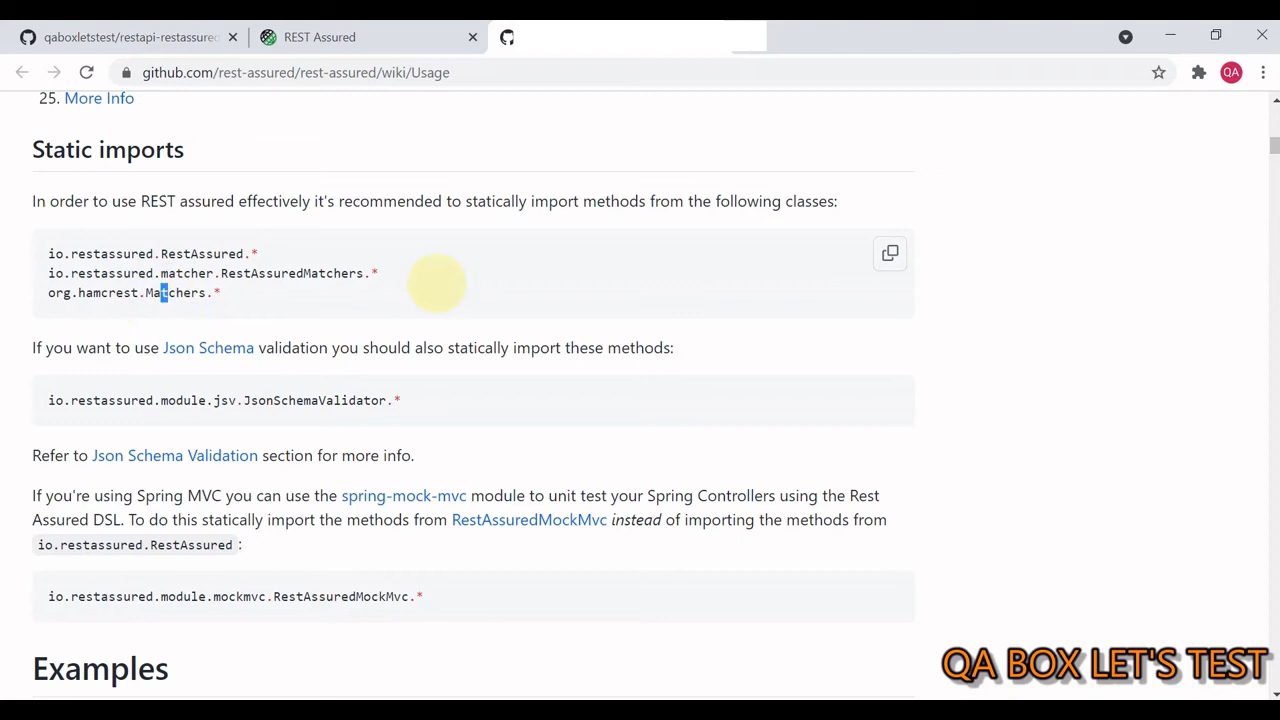 qaboxletstest/restapi-restassured
REST Assured
github.com/rest-assured/rest-assured/wiki/Usage
QA
25. More Info
Static imports
In order to use REST assured effectively it's recommended to statically import methods from the following classes:
io.restassured.RestAssured.*
io.restassured.matcher.RestAssuredMatchers.*
org.hamcrest.Matchers.*
If you want to use Json Schema validation you should also statically import these methods:
io.restassured.module.jsv.JsonSchemaValidator.*
Refer to Json Schema Validation section for more info.
If you're using Spring MVC you can use the spring-mock-mvc module to unit test your Spring Controllers using the Rest
Assured DSL. To do this statically import the methods from RestAssuredMockMvc instead of importing the methods from
io.restassured.RestAssured :
io.restassured.module.mockmvc.RestAssuredMockMvc.*
Examples
QA BOX LET'S TEST